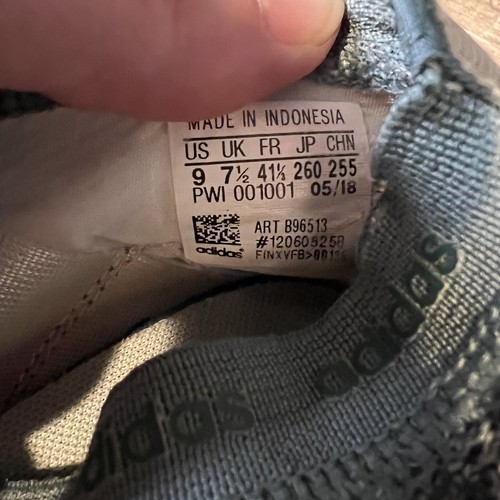 MADE IN INDONESIA
US UK FR JP CHN
9 7½ 41⅓ 260 255
PWI 001001 05/18
ART B96513
#12060525B
adidas
adidas
adidas